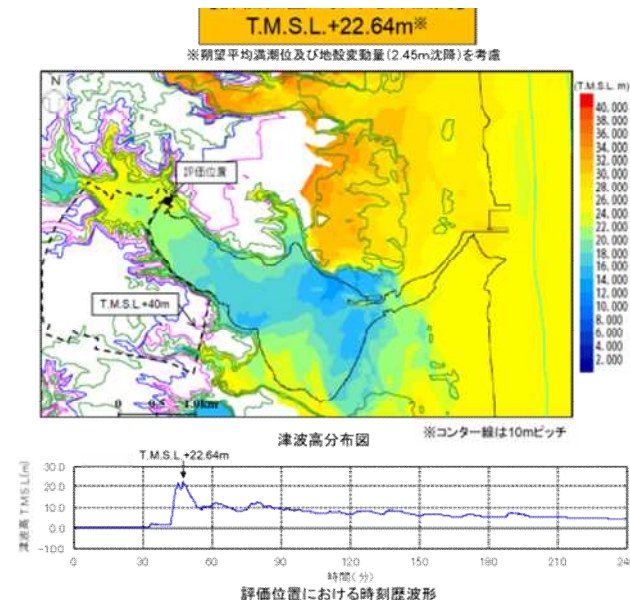 T.M.S.L.+22.64m※
※朔望平均満潮位及び地殻変動量(2.45m沈降)を考慮
N
(T.M.S.L. m)
40.000
38.000
36.000
34.000
32.000
30.000
28.000
26.000
24.000
22.000
20.000
18.000
16.000
14.000
12.000
10.000
8.000
6.000
4.000
2.000
評価位置
T.M.S.L.+40m
0 0.5 1.0km
津波高分布図
※コンター線は10mピッチ
T.M.S.L.+22.64m
津波高 T.M.S.L.(m)
30.0
20.0
10.0
0.0
-10.0
0 30 60 90 120 150 180 210 240
時間(分)
評価位置における時刻歴波形